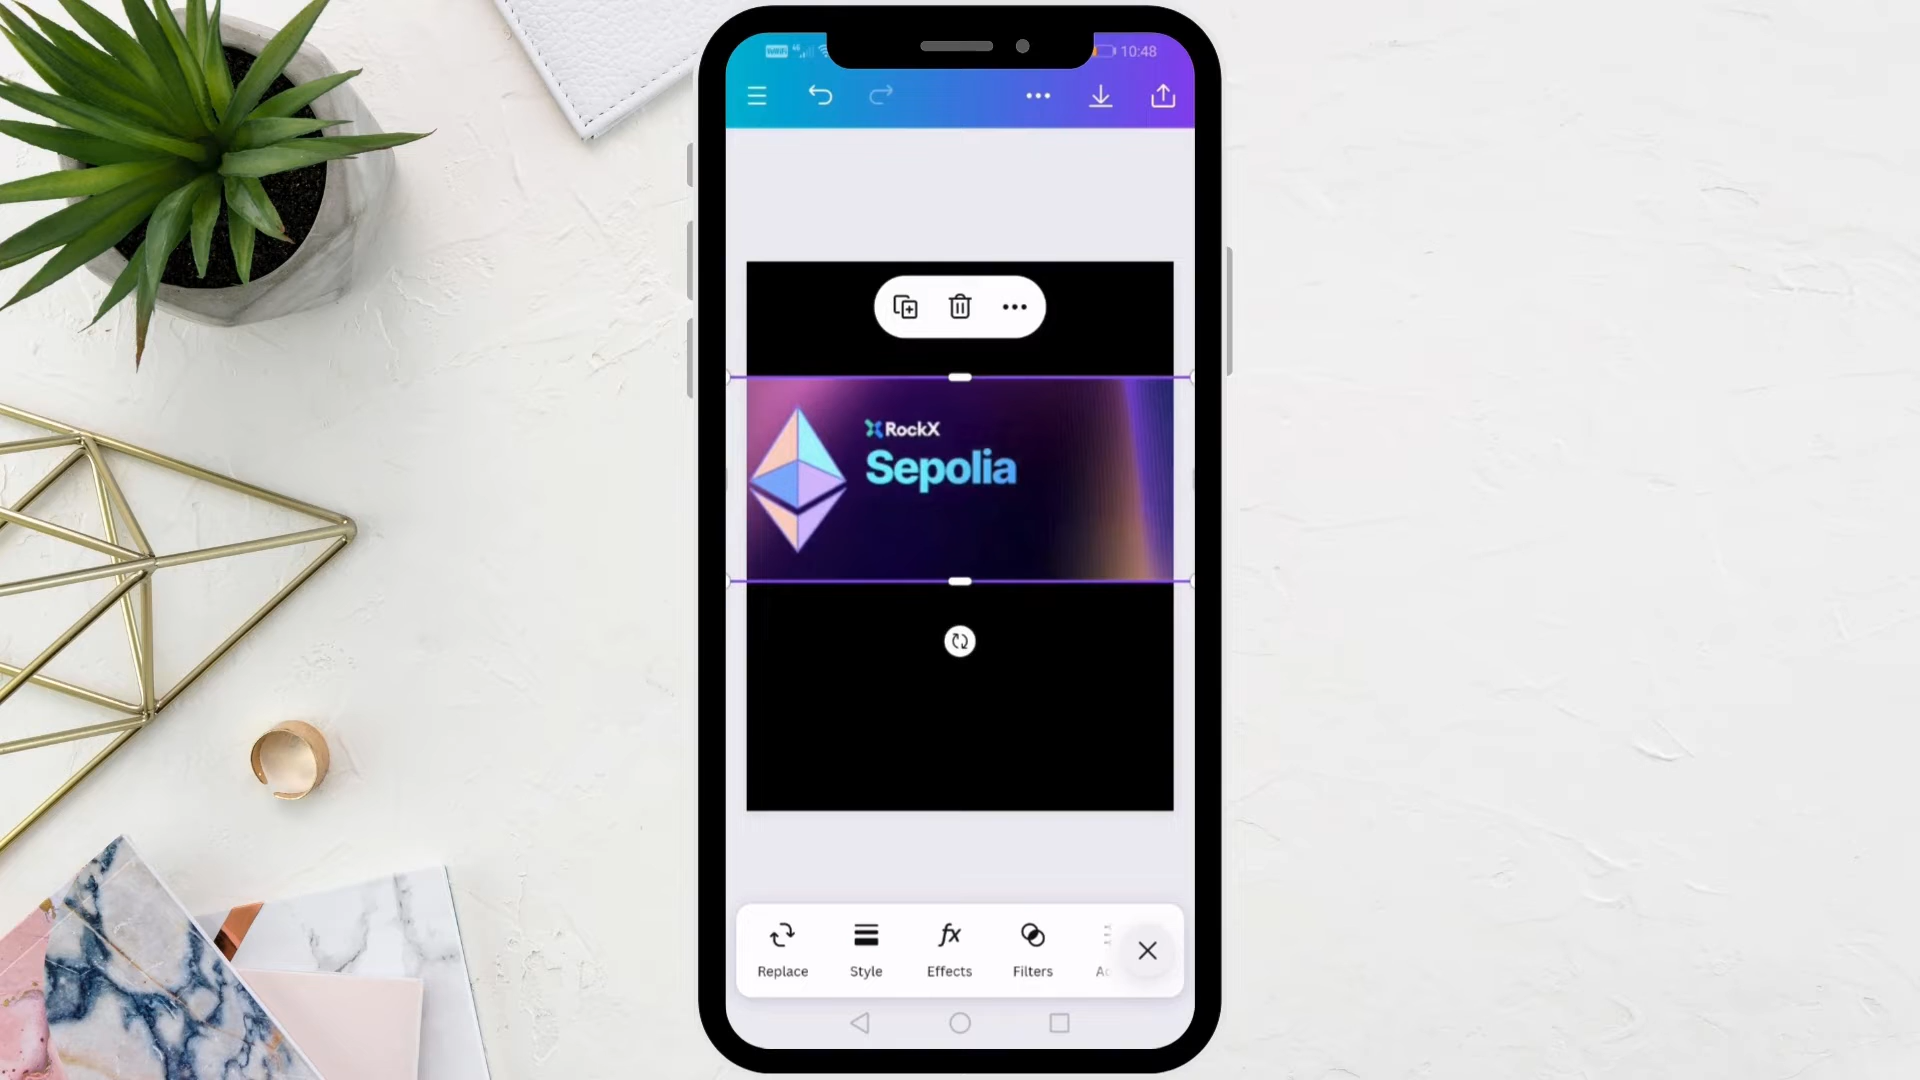 10:48
RockX
Sepolia
Replace
Style
Effects
Filters